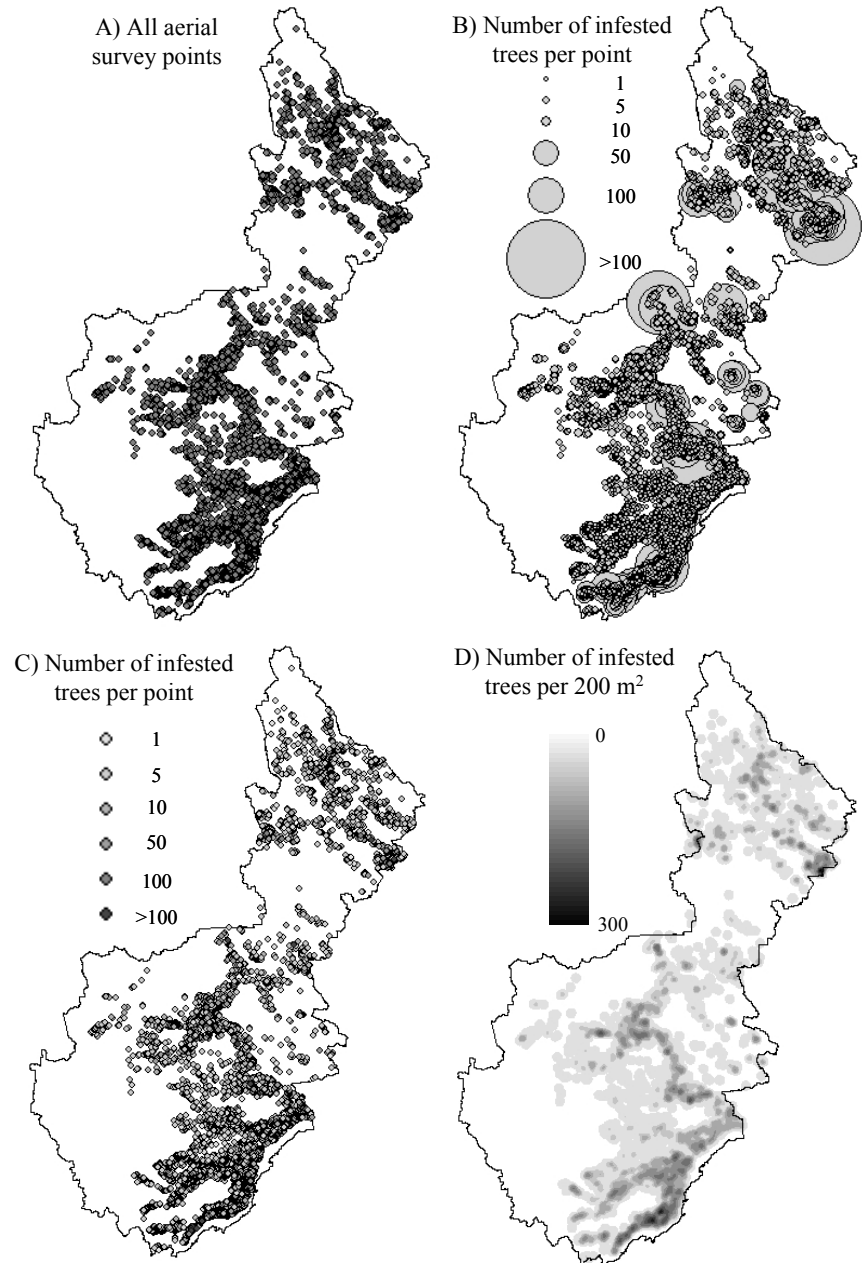 A) All aerial
survey points
B) Number of infested
trees per point
1
5
10
50
100
>100
C) Number of infested
trees per point
1
5
10
50
100
>100
D) Number of infested
trees per 200 m²
0
300